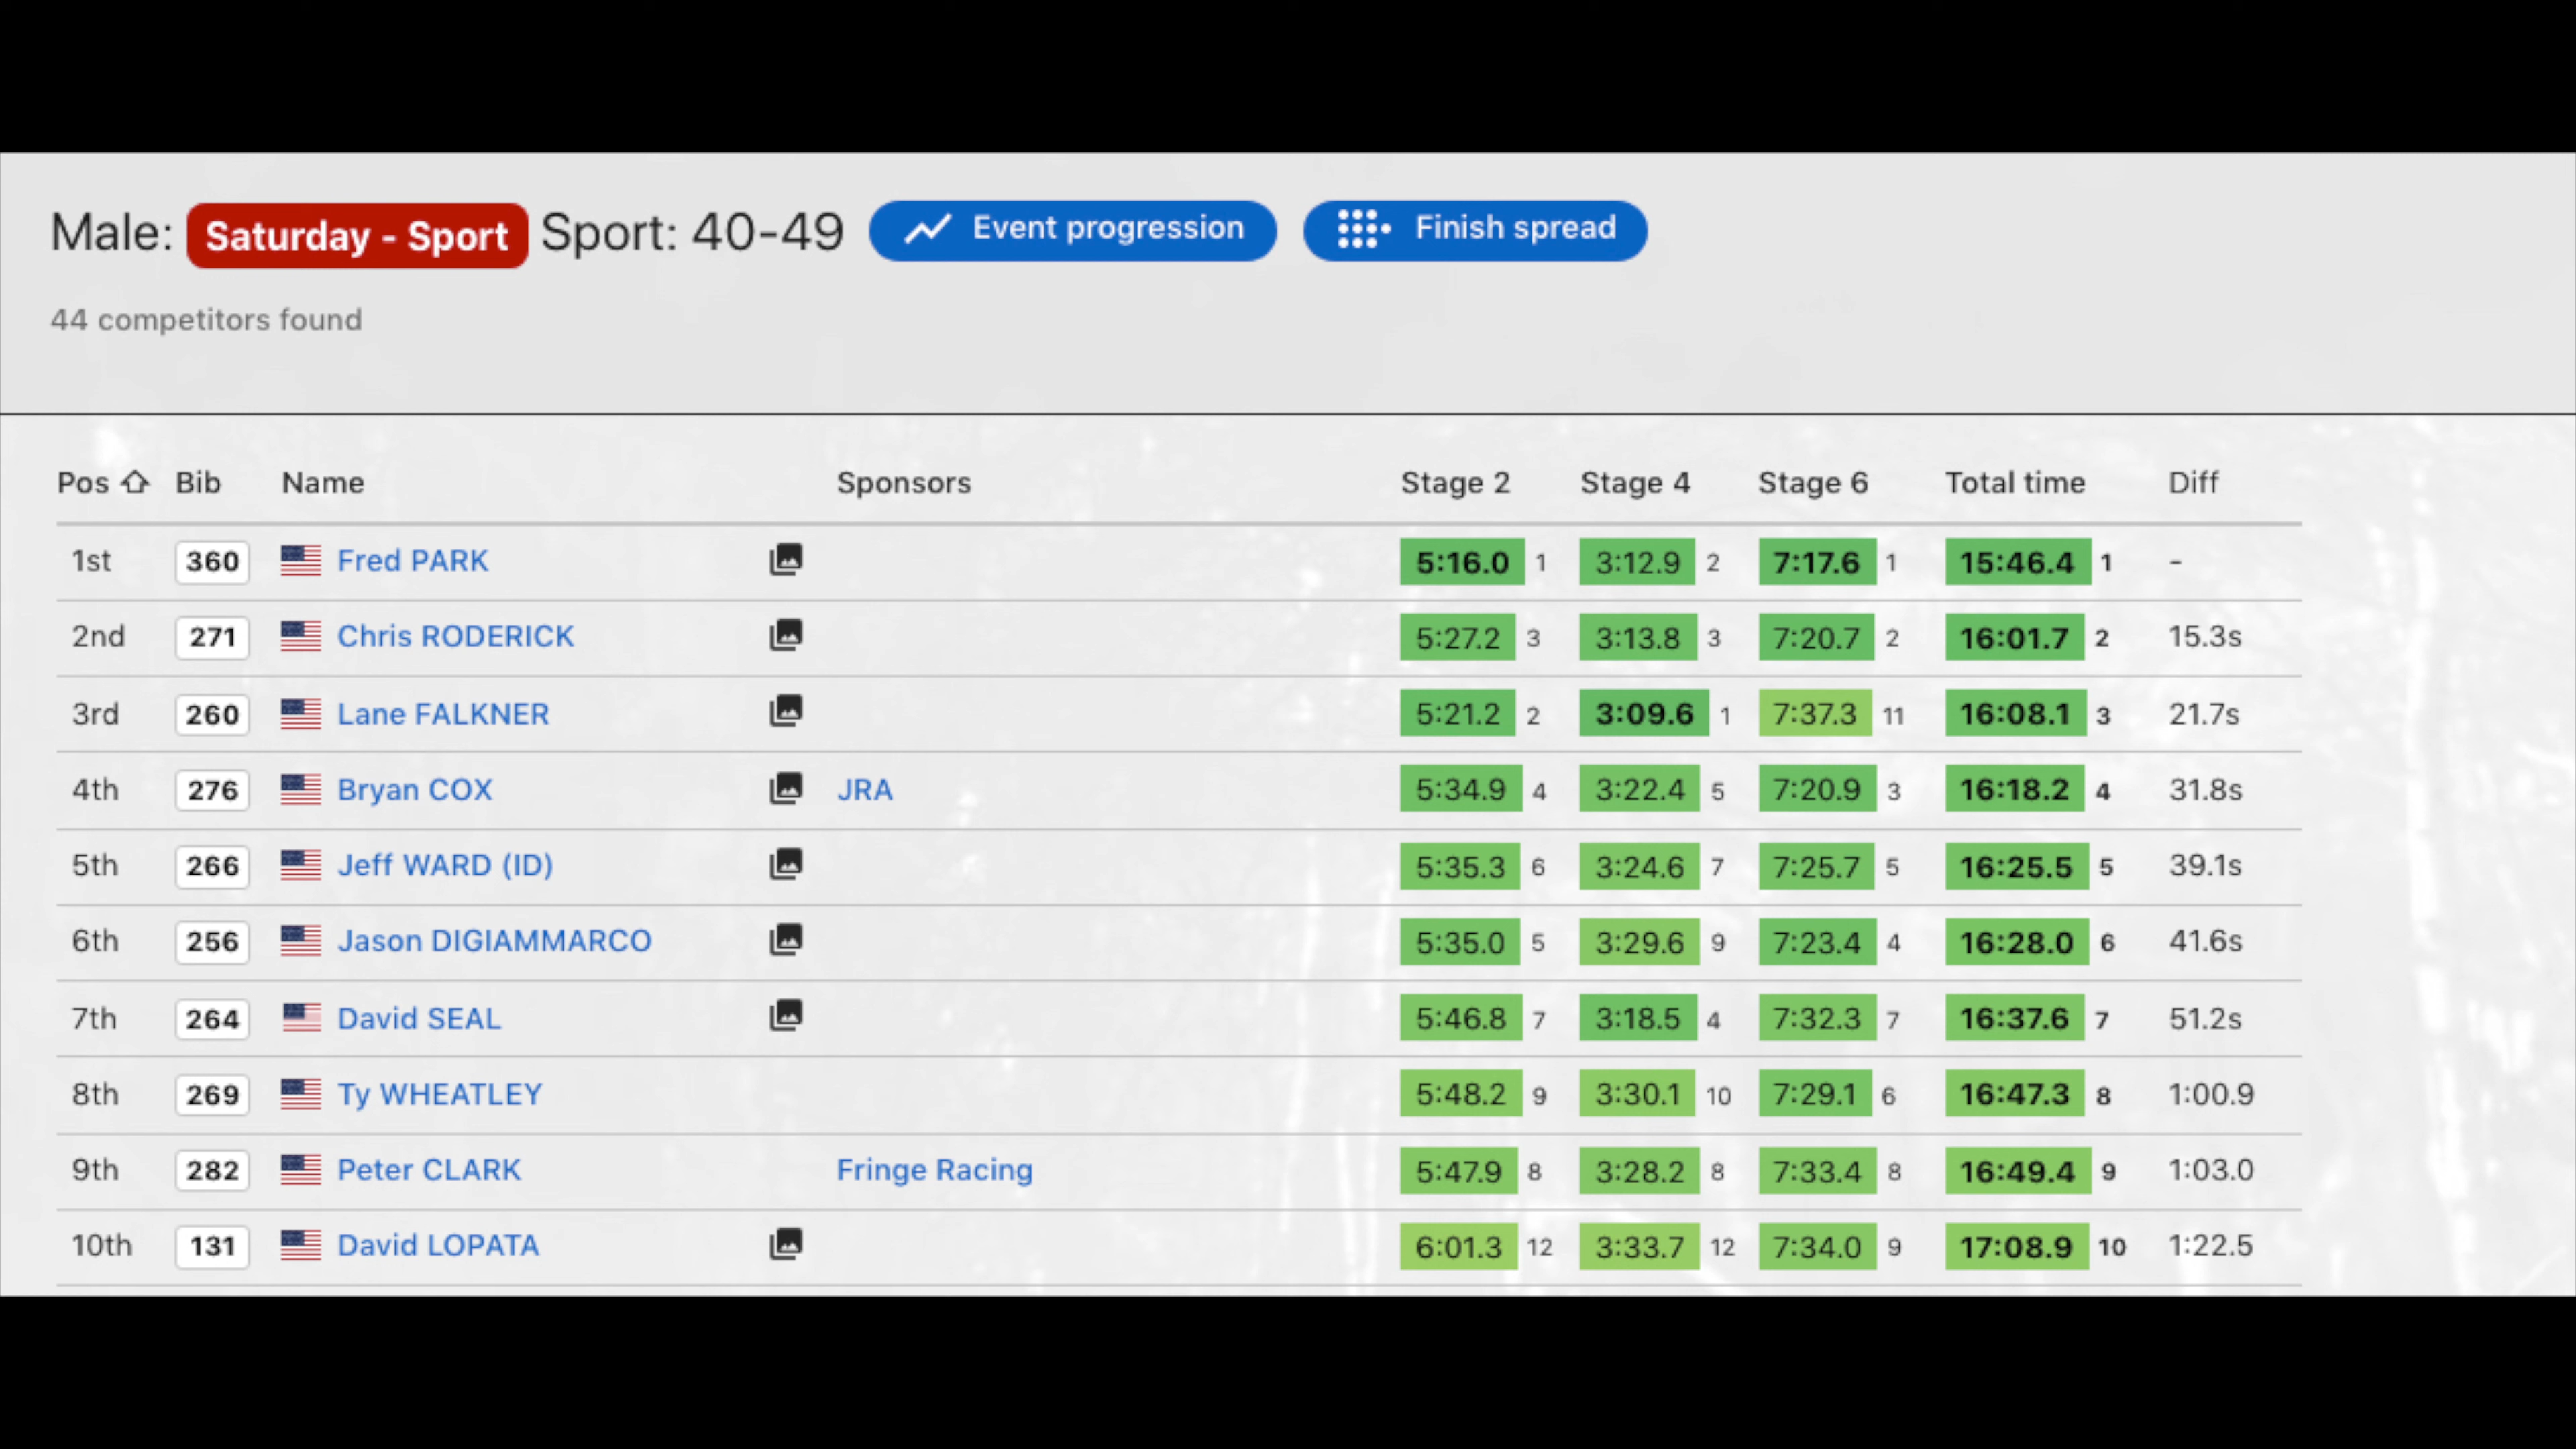 Male: Saturday - Sport Sport: 40-49 Event progression Finish spread
44 competitors found
Pos Bib Name Sponsors Stage 2 Stage 4 Stage 6 Total time Diff
1st 360 Fred PARK 5:16.0 1 3:12.9 2 7:17.6 1 15:46.4 1 -
2nd 271 Chris RODERICK 5:27.2 3 3:13.8 3 7:20.7 2 16:01.7 2 15.3s
3rd 260 Lane FALKNER 5:21.2 2 3:09.6 1 7:37.3 11 16:08.1 3 21.7s
4th 276 Bryan COX JRA 5:34.9 4 3:22.4 5 7:20.9 3 16:18.2 4 31.8s
5th 266 Jeff WARD (ID) 5:35.3 6 3:24.6 7 7:25.7 5 16:25.5 5 39.1s
6th 256 Jason DIGIAMMARCO 5:35.0 5 3:29.6 9 7:23.4 4 16:28.0 6 41.6s
7th 264 David SEAL 5:46.8 7 3:18.5 4 7:32.3 7 16:37.6 7 51.2s
8th 269 Ty WHEATLEY 5:48.2 9 3:30.1 10 7:29.1 6 16:47.3 8 1:00.9
9th 282 Peter CLARK Fringe Racing 5:47.9 8 3:28.2 8 7:33.4 8 16:49.4 9 1:03.0
10th 131 David LOPATA 6:01.3 12 3:33.7 12 7:34.0 9 17:08.9 10 1:22.5